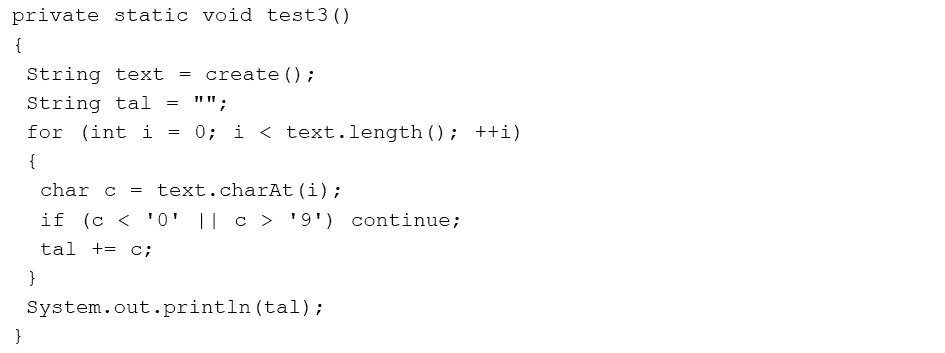 private static void test3()
{
String text = create();
String tal = "";
for (int i = 0; i < text.length(); ++i)
{
char c = text.charAt(i);
if (c < '0' || c > '9') continue;
tal += c;
}
System.out.println(tal);
}